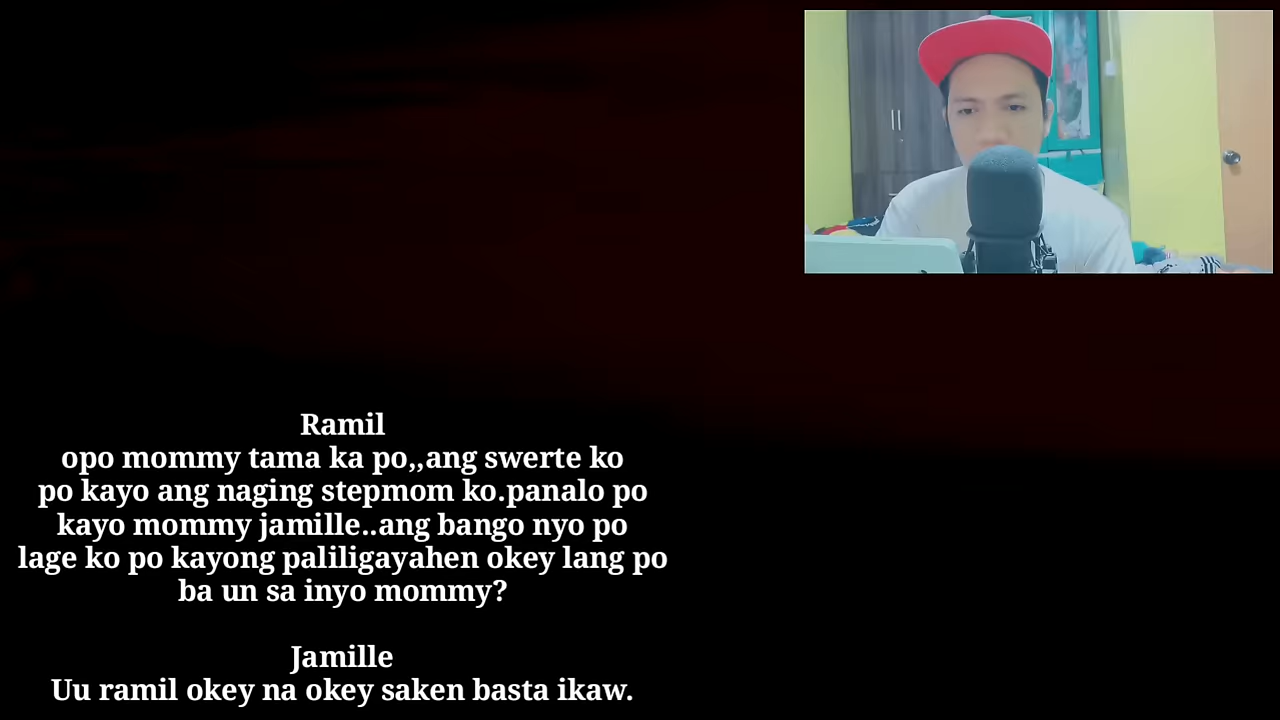 Ramil
opo mommy tama ka po,,ang swerte ko
po kayo ang naging stepmom ko.panalo po
kayo mommy jamille..ang bango nyo po
lage ko po kayong paliligayahen okey lang po
ba un sa inyo mommy?
Jamille
Uu ramil okey na okey saken basta ikaw.